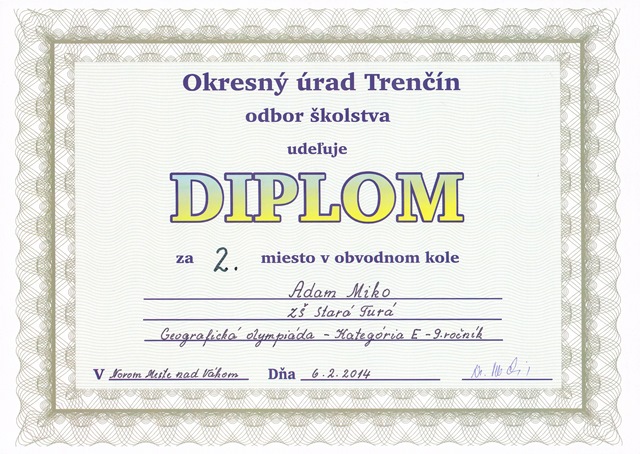 Okresný úrad Trenčín
odbor školstva
udeľuje
DIPLOM
za 2. miesto v obvodnom kole
Adam Miko
ZŠ Stará Turá
Geografická olympiáda - Kategória E - 9. ročník
V Novom Meste nad Váhom Dňa 6.2.2014